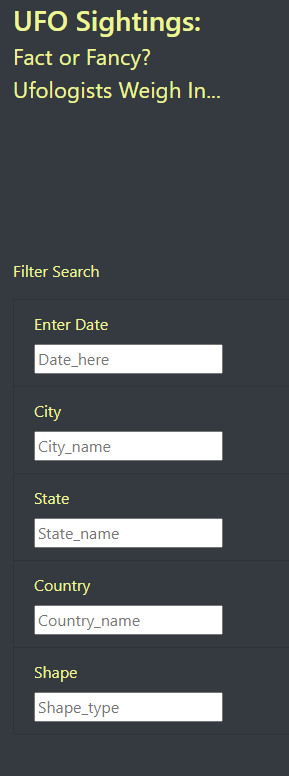 UFO Sightings:
Fact or Fancy?
Ufologists Weigh In...
Filter Search
Enter Date
Date_here
City
City_name
State
State_name
Country
Country_name
Shape
Shape_type